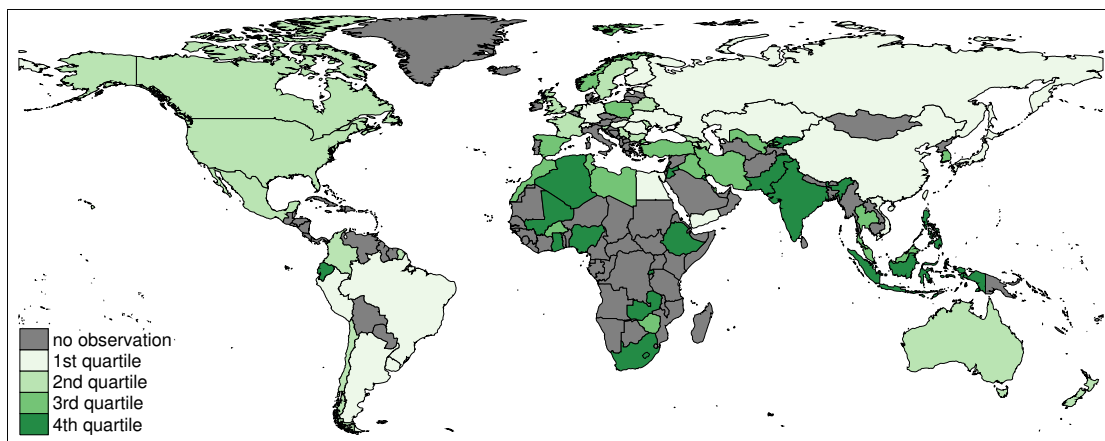 no observation
1st quartile
2nd quartile
3rd quartile
4th quartile